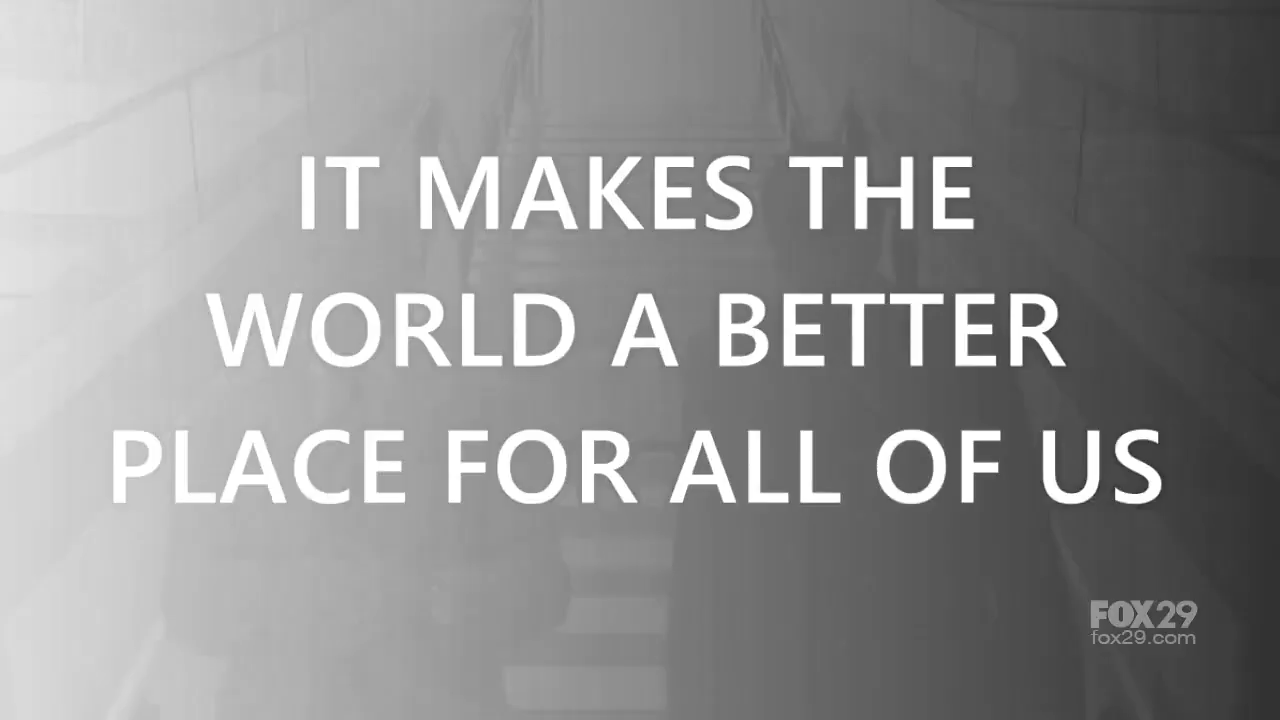 IT MAKES THE
WORLD A BETTER
PLACE FOR ALL OF US
FOX29
fox29.com